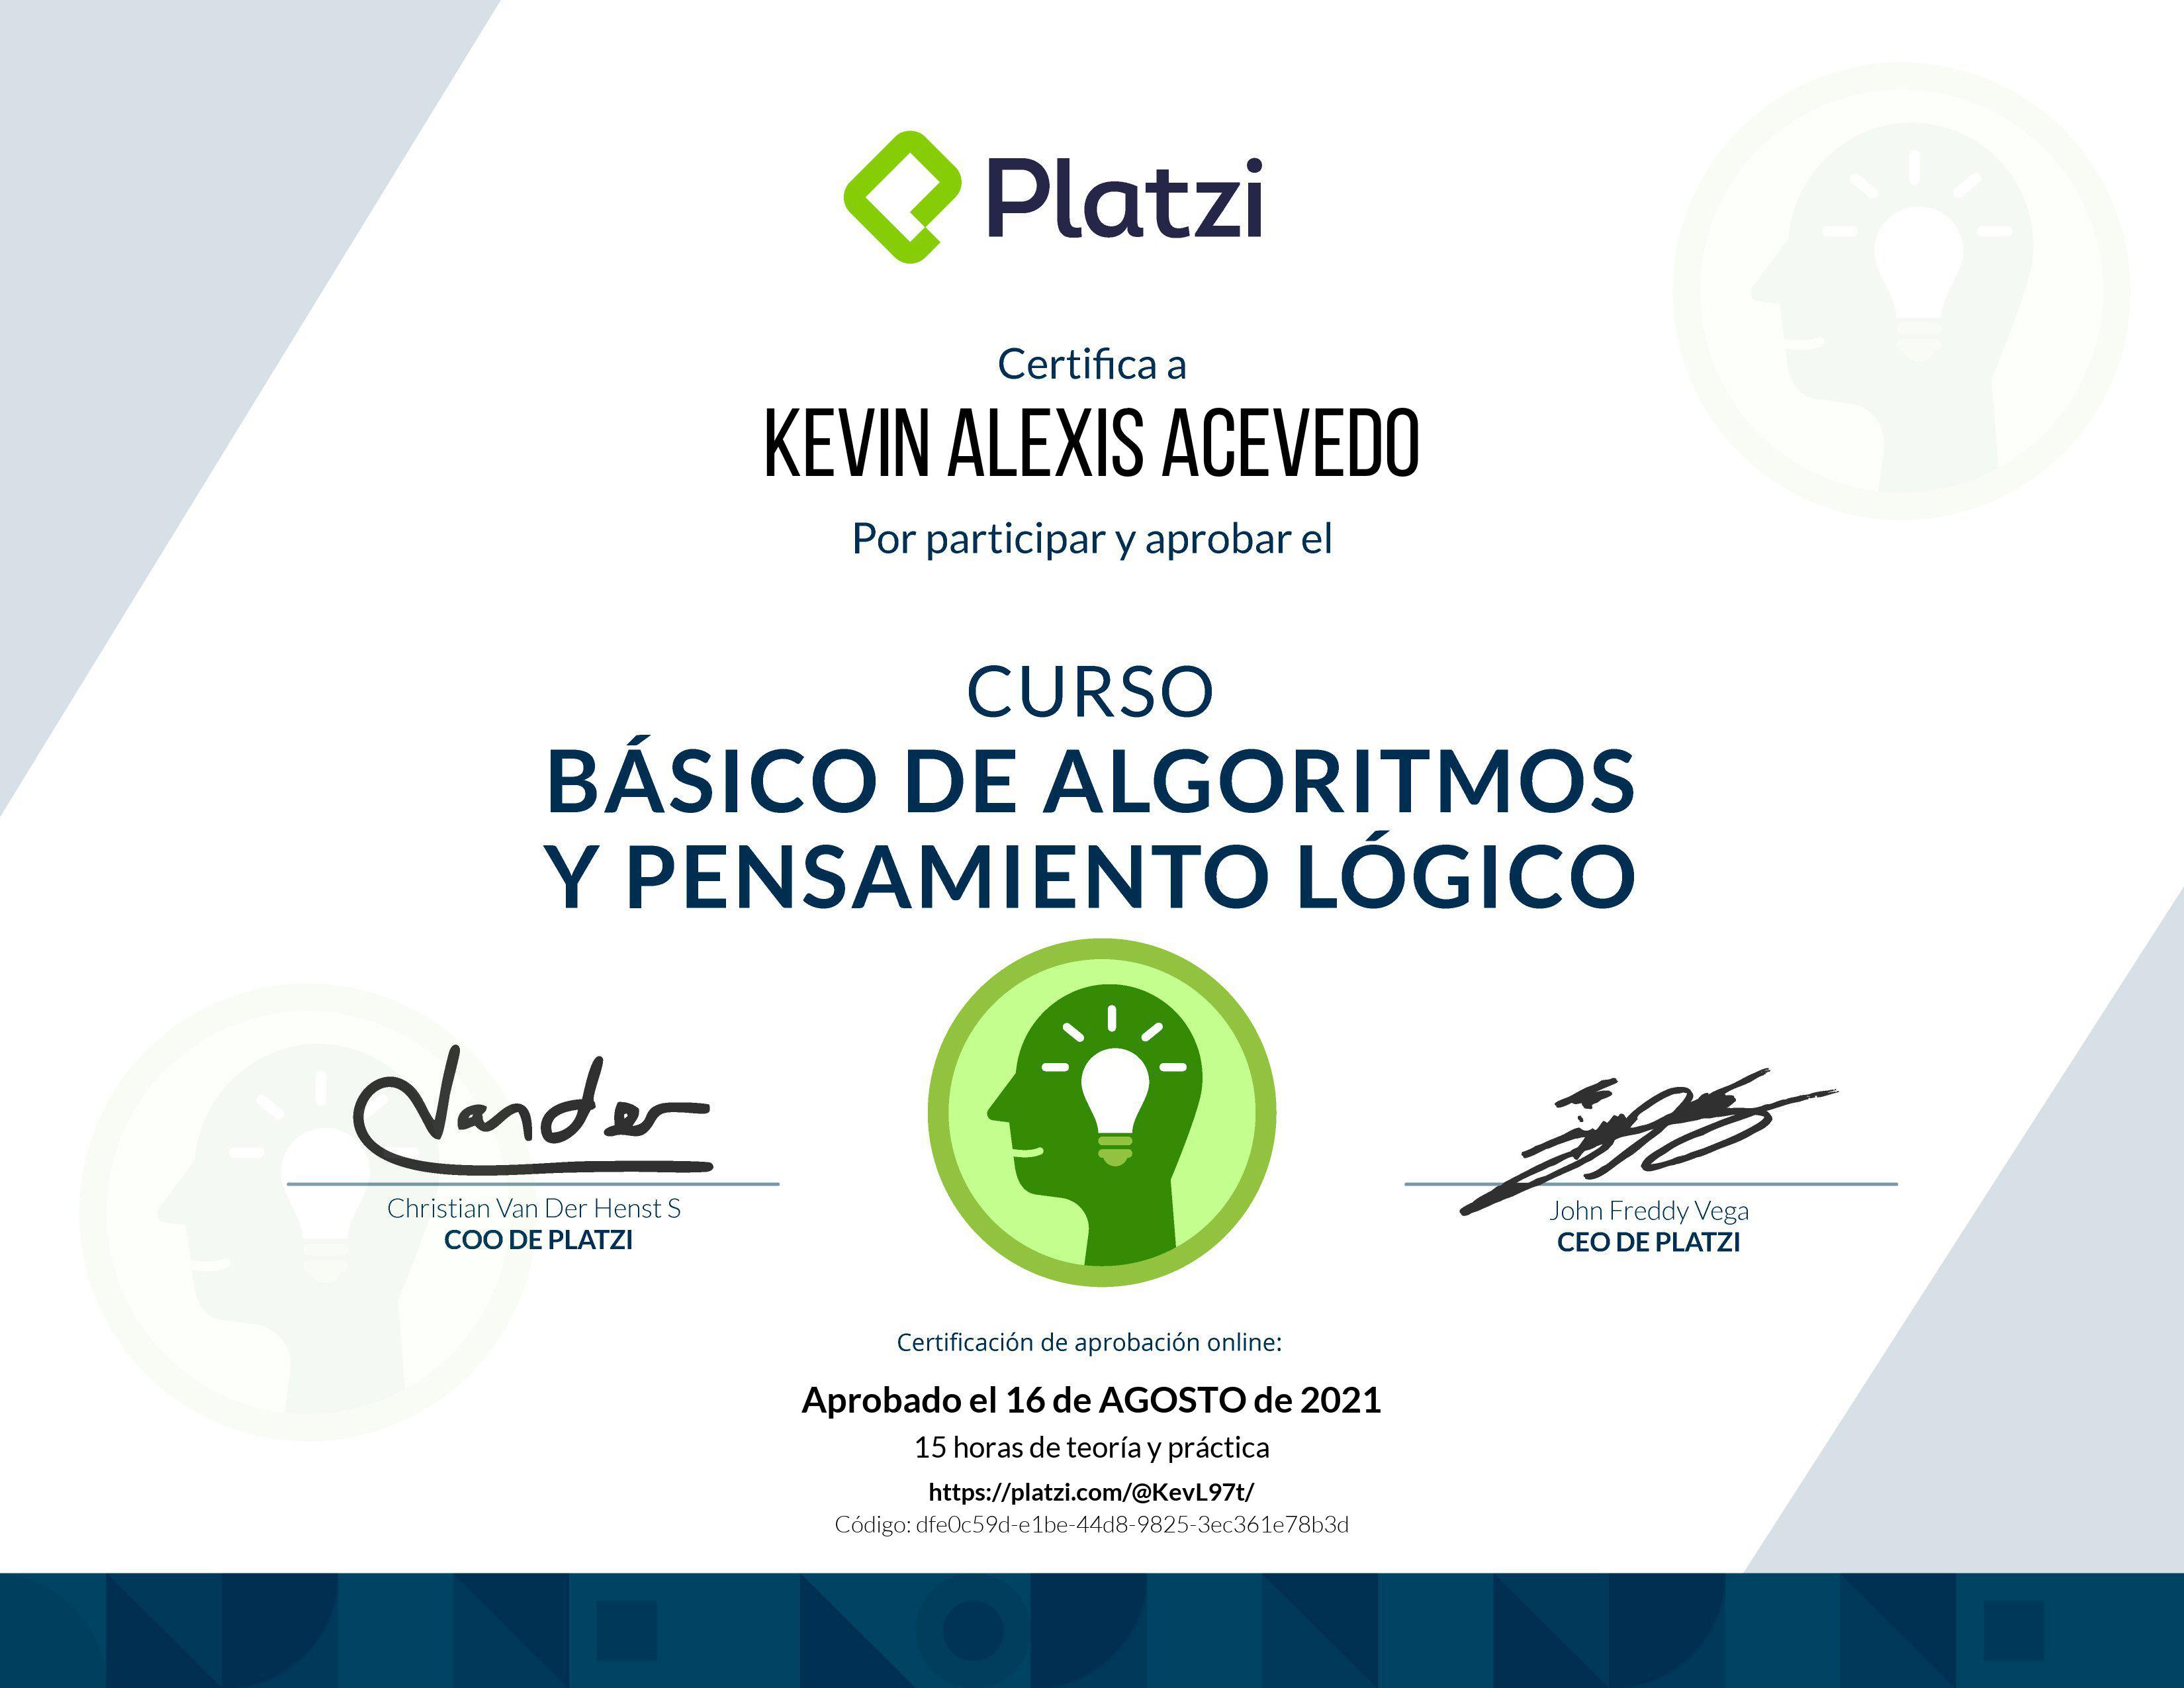 Platzi
Certifica a
KEVIN ALEXIS ACEVEDO
Por participar y aprobar el
CURSO
BÁSICO DE ALGORITMOS
Y PENSAMIENTO LÓGICO
Vander
Christian Van Der Henst S
COO DE PLATZI
John Freddy Vega
CEO DE PLATZI
Certificación de aprobación online:
Aprobado el 16 de AGOSTO de 2021
15 horas de teoría y práctica
https://platzi.com/@KevL97t/
Código: dfe0c59d-e1be-44d8-9825-3ec361e78b3d